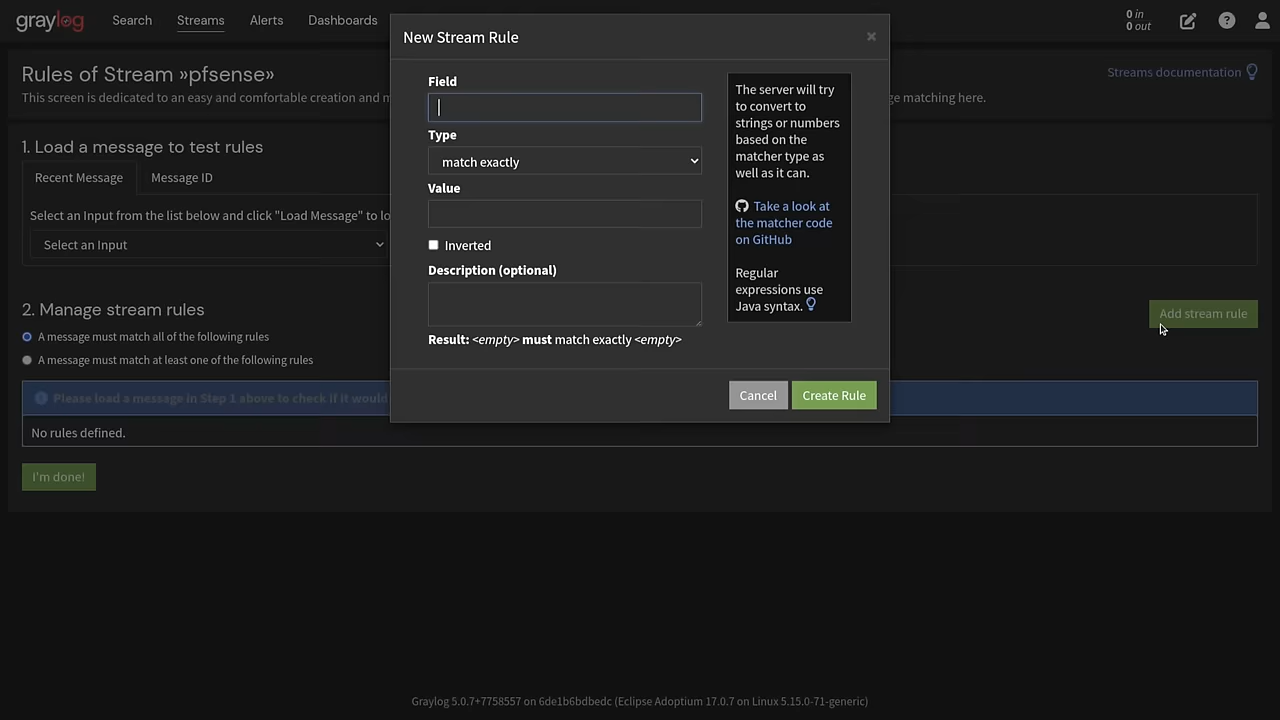 graylog
Search
Streams
Alerts
Dashboards
0 in
0 out
Rules of Stream »pfsense»
This screen is dedicated to an easy and comfortable creation and m
ge matching here.
Streams documentation
1. Load a message to test rules
Recent Message
Message ID
Select an Input from the list below and click "Load Message" to lo
Select an Input
2. Manage stream rules
Add stream rule
A message must match all of the following rules
A message must match at least one of the following rules
Please load a message in Step 1 above to check if it would
No rules defined.
I'm done!
New Stream Rule
×
Field
Type
match exactly
Value
Inverted
Description (optional)
Result: <empty> must match exactly <empty>
The server will try
to convert to
strings or numbers
based on the
matcher type as
well as it can.
Take a look at
the matcher code
on GitHub
Regular
expressions use
Java syntax.
Cancel
Create Rule
Graylog 5.0.7+7758557 on 6de1b6bdbedc (Eclipse Adoptium 17.0.7 on Linux 5.15.0-71-generic)